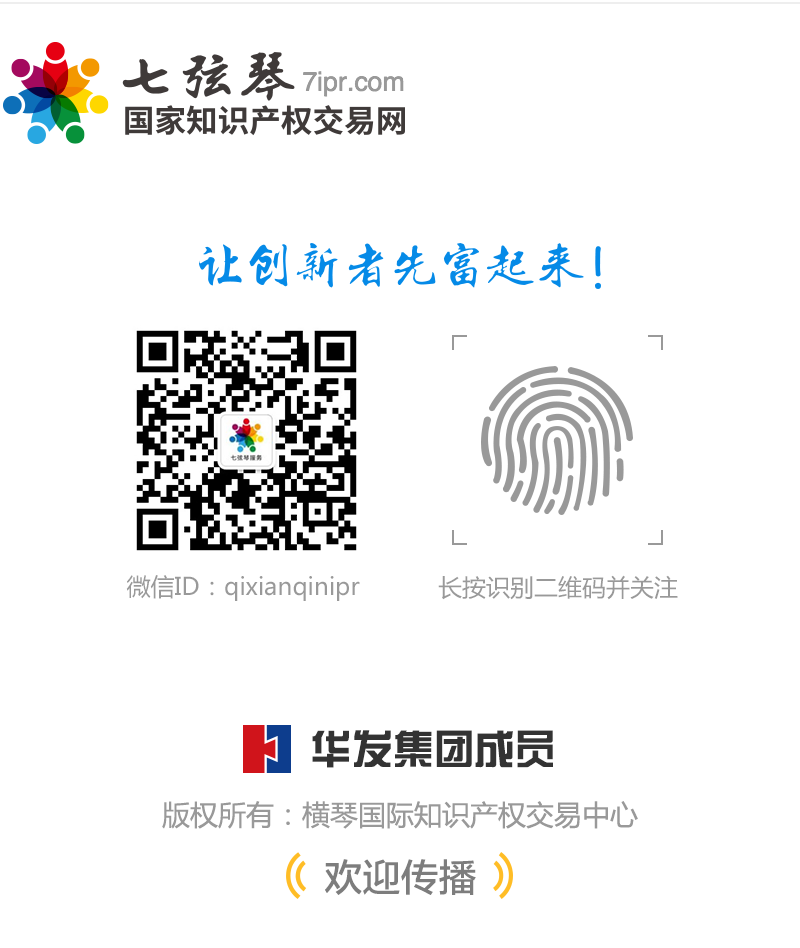 七弦琴 7ipr.com
国家知识产权交易网
让创新者先富起来!
七弦琴服务
微信ID：qixianqinipr
长按识别二维码并关注
华发集团成员
版权所有：横琴国际知识产权交易中心
欢迎传播